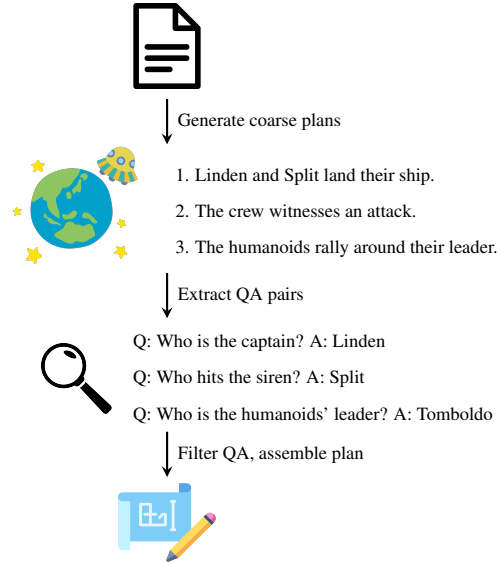 Generate coarse plans
1. Linden and Split land their ship.
2. The crew witnesses an attack.
3. The humanoids rally around their leader.
Extract QA pairs
Q: Who is the captain? A: Linden
Q: Who hits the siren? A: Split
Q: Who is the humanoids’ leader? A: Tomboldo
Filter QA, assemble plan